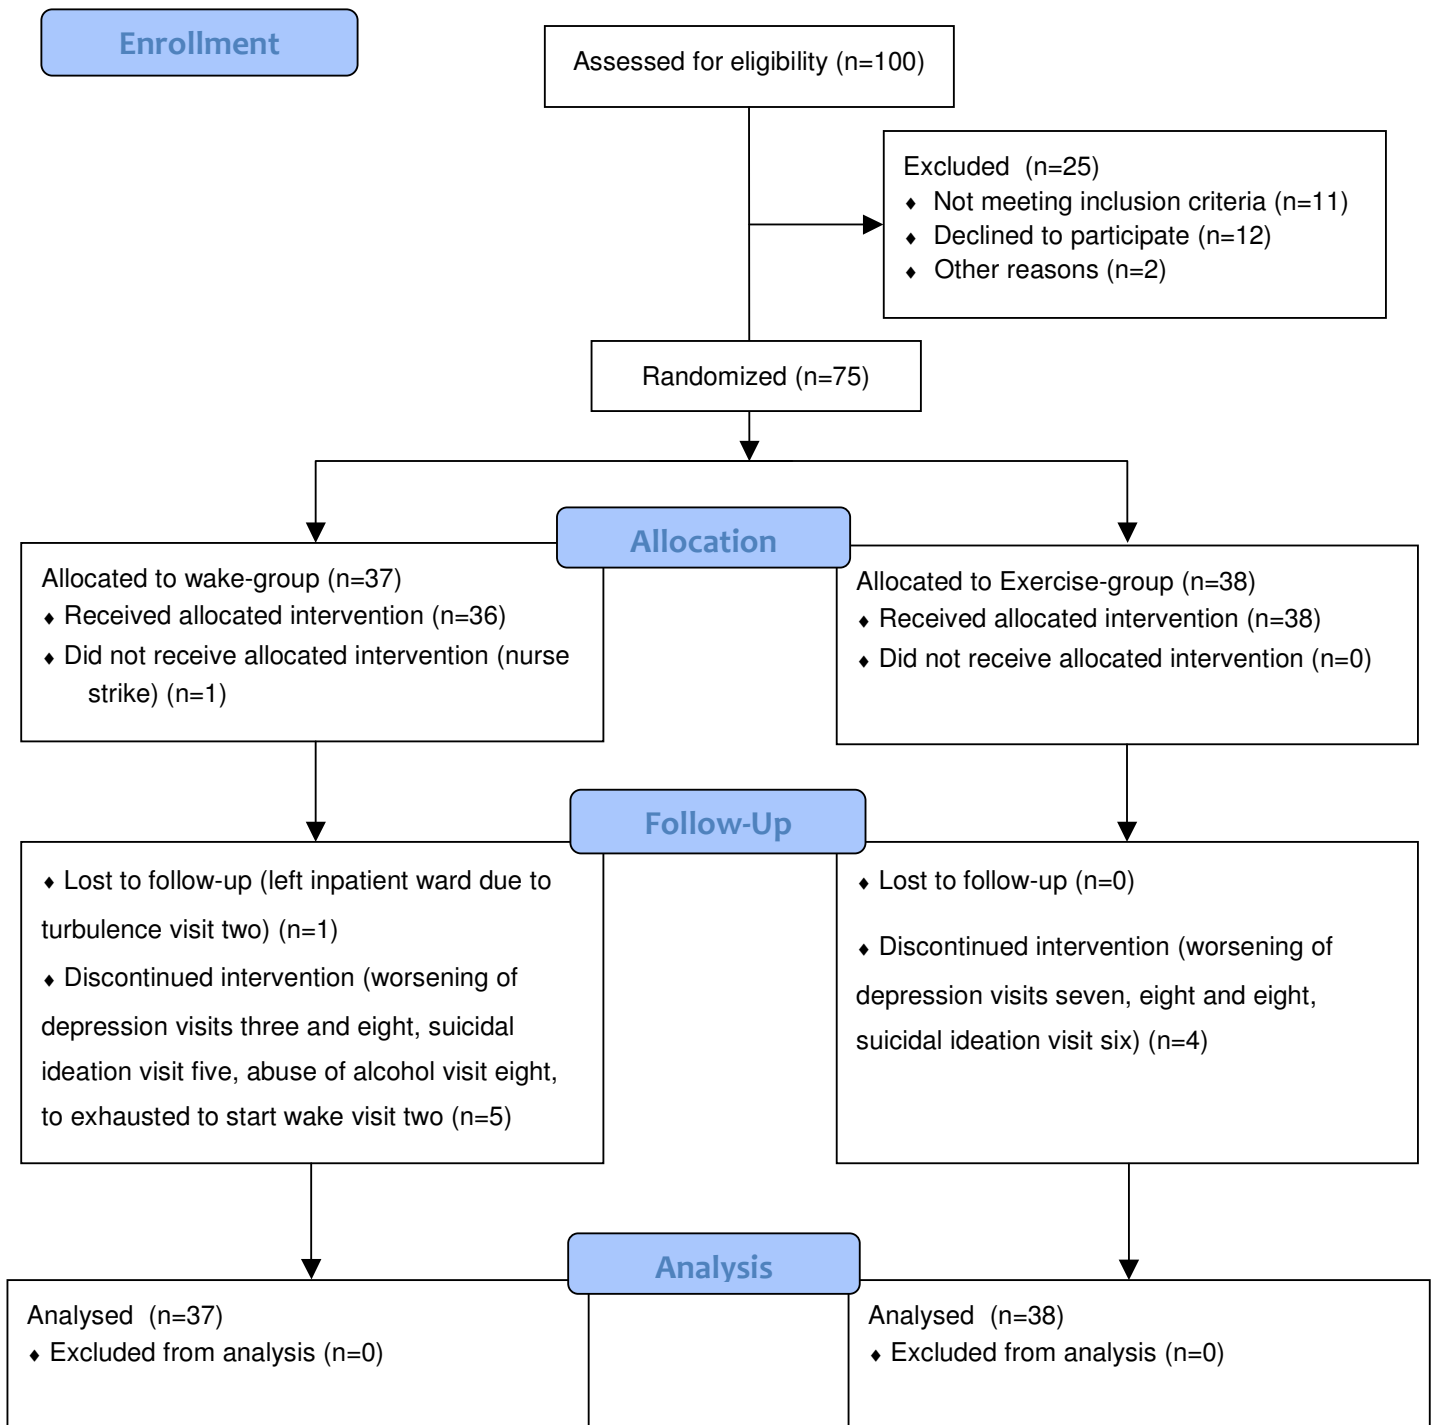 Enrollment
Assessed for eligibility (n=100)
Excluded (n=25)
♦ Not meeting inclusion criteria (n=11)
♦ Declined to participate (n=12)
♦ Other reasons (n=2)
Randomized (n=75)
Allocation
Allocated to wake-group (n=37)
♦ Received allocated intervention (n=36)
♦ Did not receive allocated intervention (nurse
strike) (n=1)
Allocated to Exercise-group (n=38)
♦ Received allocated intervention (n=38)
♦ Did not receive allocated intervention (n=0)
Follow-Up
♦ Lost to follow-up (left inpatient ward due to
turbulence visit two) (n=1)
♦ Discontinued intervention (worsening of
depression visits three and eight, suicidal
ideation visit five, abuse of alcohol visit eight,
to exhausted to start wake visit two (n=5)
♦ Lost to follow-up (n=0)
♦ Discontinued intervention (worsening of
depression visits seven, eight and eight,
suicidal ideation visit six) (n=4)
Analysis
Analysed (n=37)
♦ Excluded from analysis (n=0)
Analysed (n=38)
♦ Excluded from analysis (n=0)